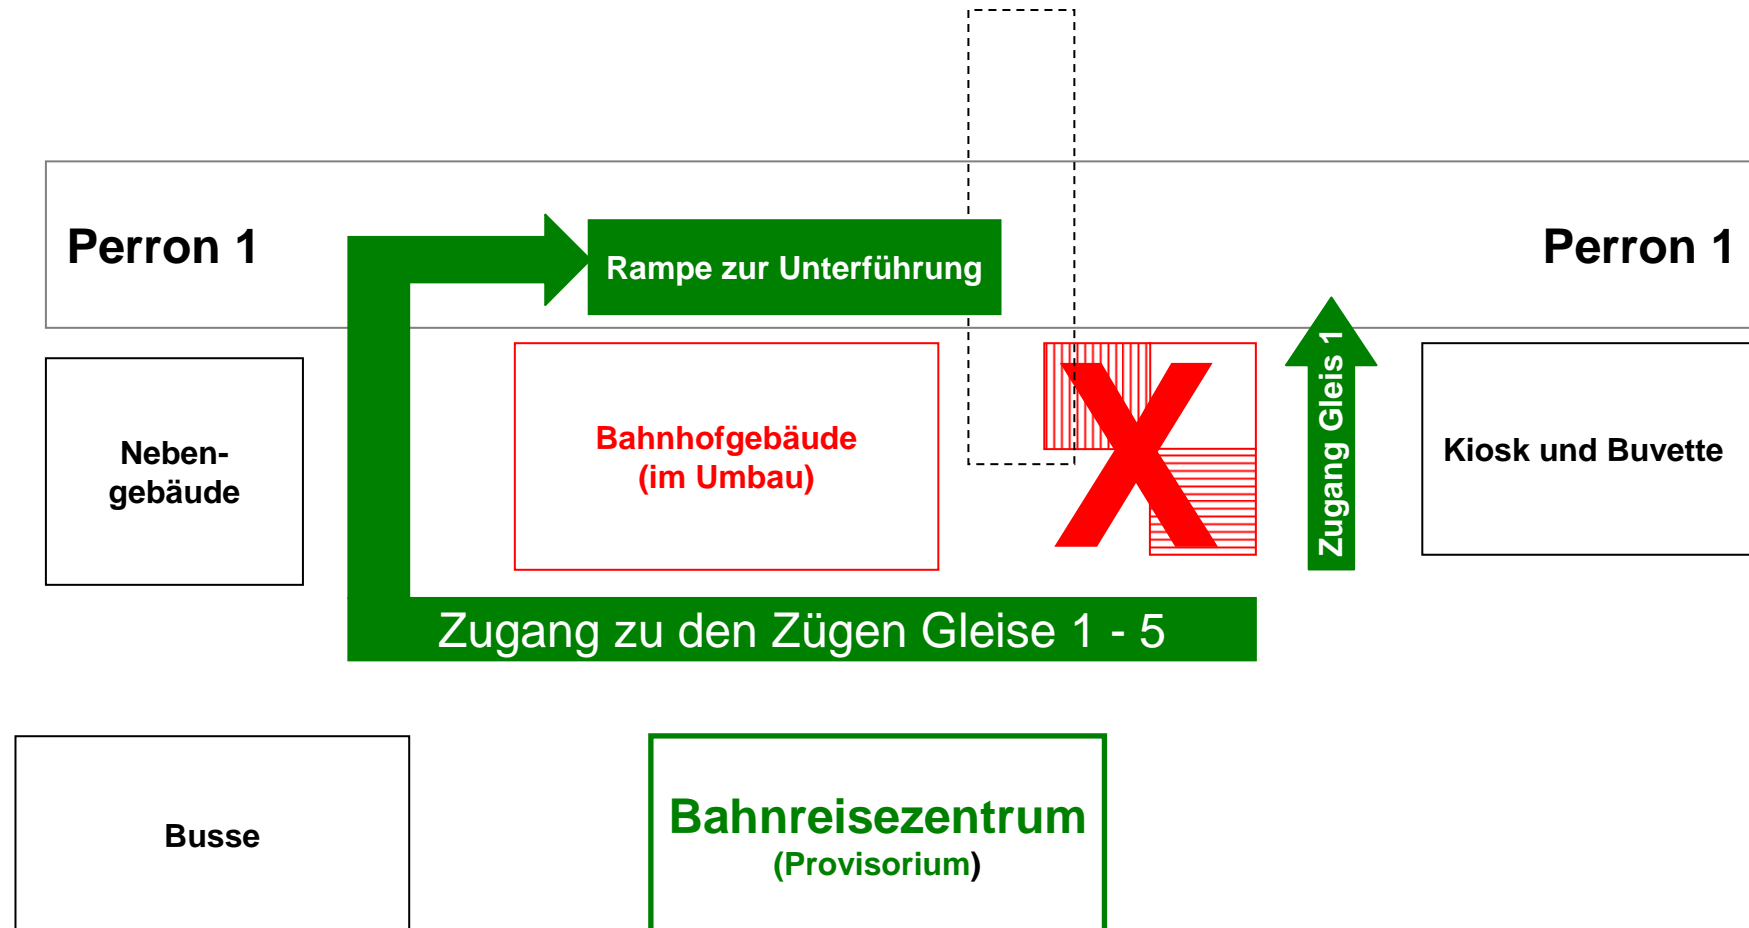 Perron 1
Perron 1
Rampe zur Unterführung
Zugang Gleis 1
Neben-
gebäude
Bahnhofgebäude
(im Umbau)
X
Kiosk und Buvette
Zugang zu den Zügen Gleise 1 - 5
Busse
Bahnreisezentrum
(Provisorium)